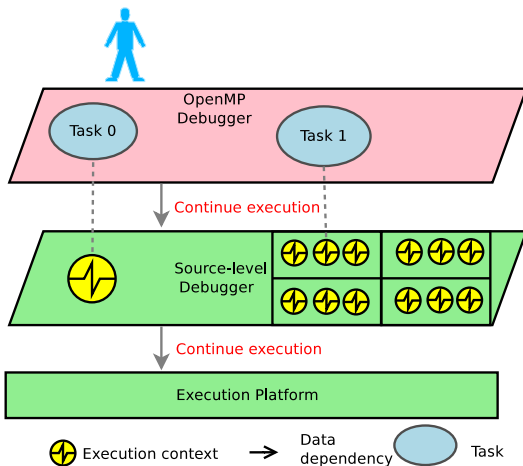 OpenMP
Debugger
Task 0
Task 1
Continue execution
Source-level
Debugger
Continue execution
Execution Platform
Execution context
Data
dependency
Task